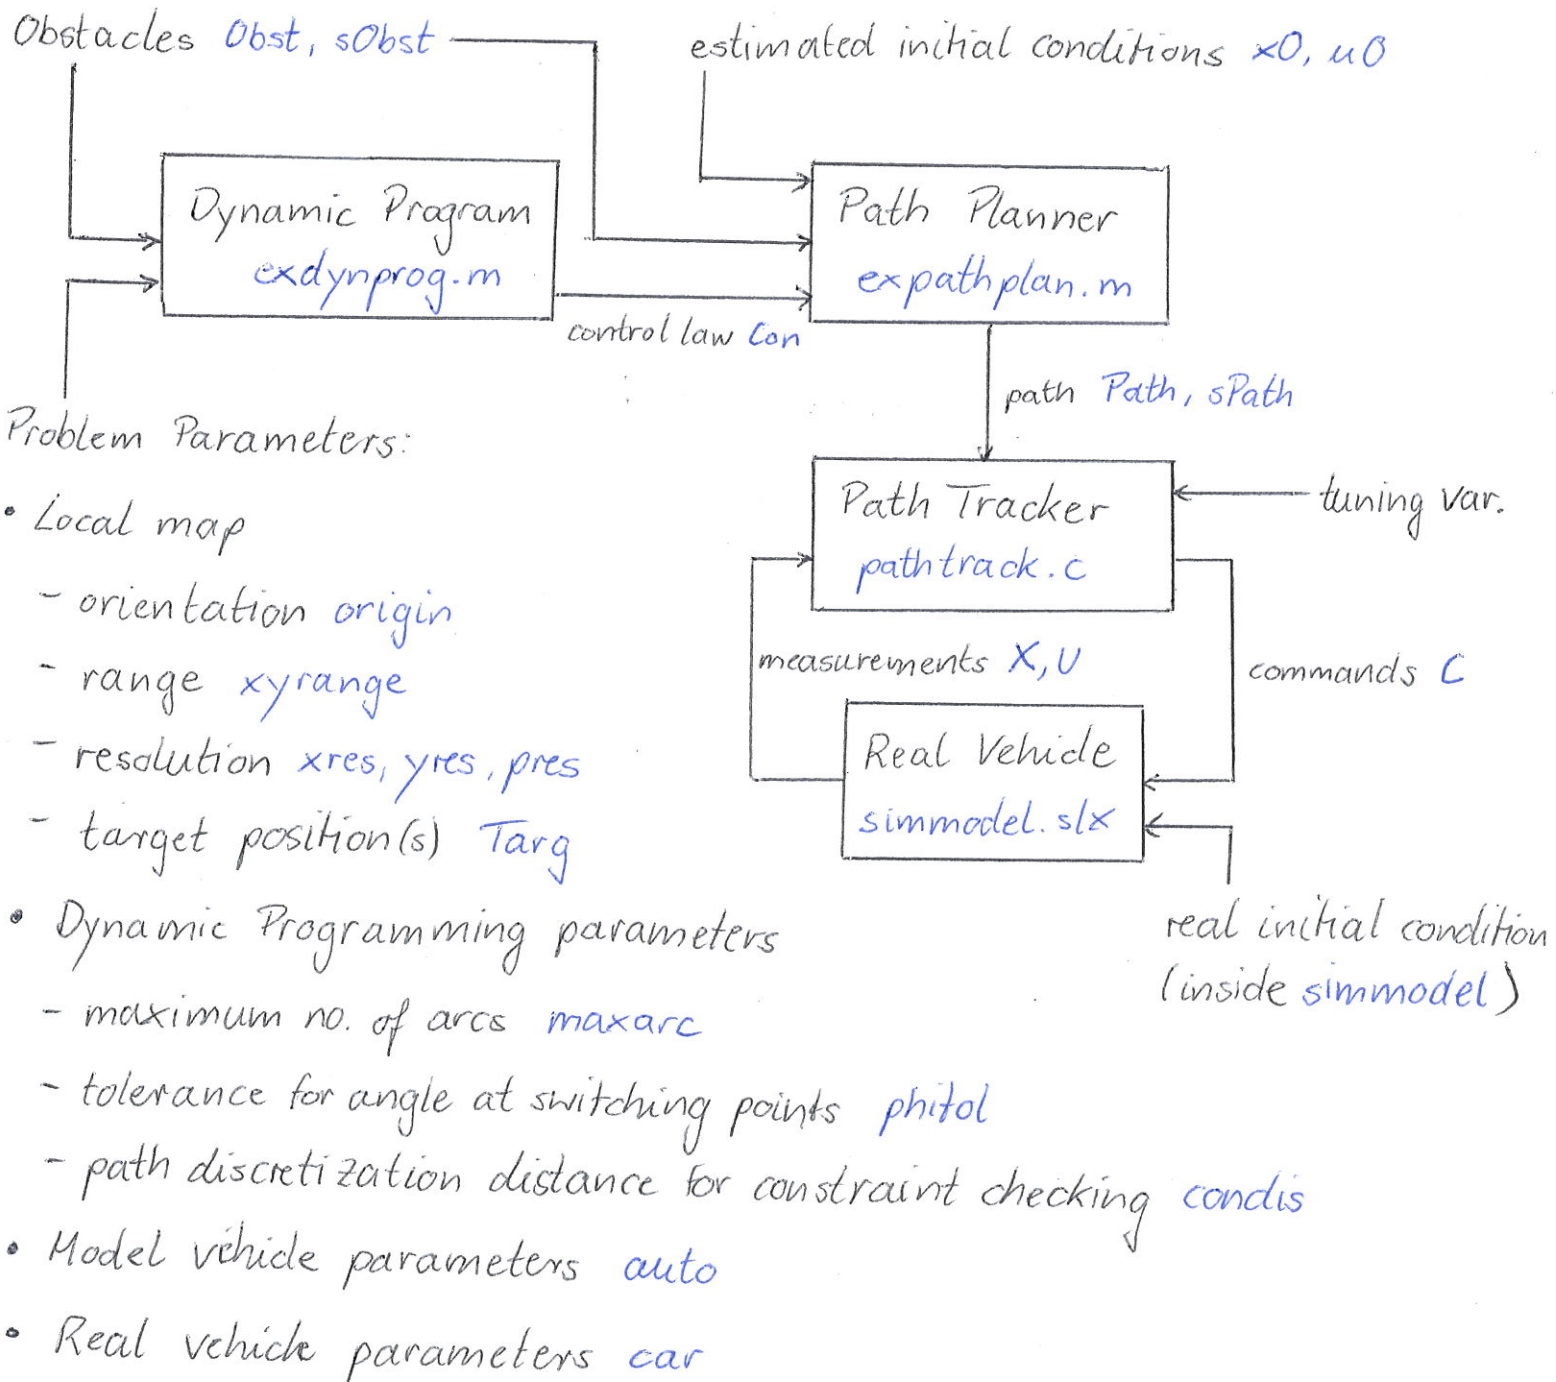 Obstacles Obst, sObst
estimated initial conditions x0, u0
Dynamic Program
exdynprog.m
Path Planner
expathplan.m
control law Con
path Path, sPath
Problem Parameters:
Path Tracker
pathtrack.c
tuning var.
measurements X, U
commands C
Real Vehicle
simmodel.slx
real initial condition
(inside simmodel)
• Local map
- orientation origin
- range xyrange
- resolution xres, yres, pres
- target position(s) Targ
• Dynamic Programming parameters
- maximum no. of arcs maxarc
- tolerance for angle at switching points phitol
- path discretization distance for constraint checking condis
• Model vehicle parameters auto
• Real vehicle parameters car